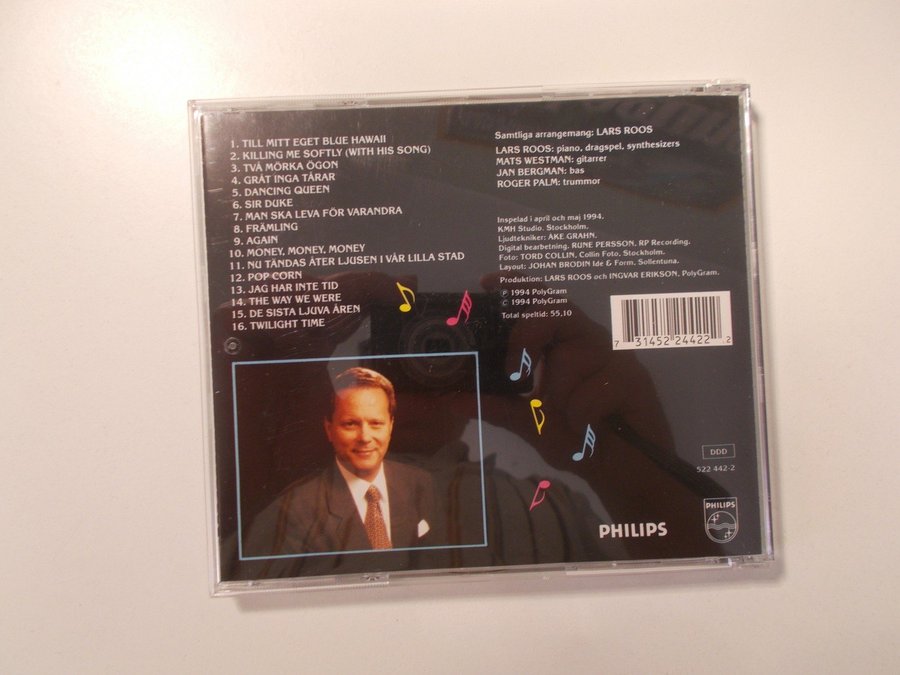 1. TILL MITT EGET BLUE HAWAII
2. KILLING ME SOFTLY (WITH HIS SONG)
3. TVÅ MÖRKA ÖGON
4. GRÅT INGA TÅRAR
5. DANCING QUEEN
6. SIR DUKE
7. MAN SKA LEVA FÖR VARANDRA
8. FRÄMLING
9. AGAIN
10. MONEY, MONEY, MONEY
11. NU TÄNDAS ÅTER LJUSEN I VÅR LILLA STAD
12. POP CORN
13. JAG HAR INTE TID
14. THE WAY WE WERE
15. DE SISTA LJUVA ÅREN
16. TWILIGHT TIME
Samtliga arrangemang: LARS ROOS
LARS ROOS: piano, dragspel, synthesizers
MATS WESTMAN: gitarrer
JAN BERGMAN: bas
ROGER PALM: trummor
Inspelad i april och maj 1994.
KMH Studio. Stockholm.
Ljudtekniker: ÅKE GRAHN.
Digital bearbetning. RUNE PERSSON, RP Recording.
Foto: TORD COLLIN, Collin Foto. Stockholm.
Layout: JOHAN BRODIN Ide & Form. Sollentuna.
Produktion: LARS ROOS och INGVAR ERIKSON, PolyGram.
℗ 1994 PolyGram
© 1994 PolyGram
Total speltid: 55,10
7 31452 24422 2
DDD
522 442-2
PHILIPS
PHILIPS